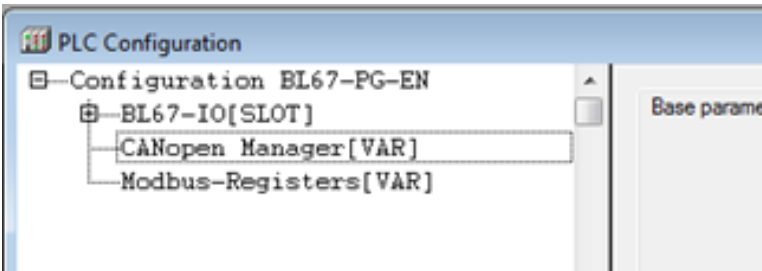 PLC Configuration
Configuration BL67-PG-EN
BL67-IO[SLOT]
CANopen Manager[VAR]
Modbus-Registers[VAR]
Base parame